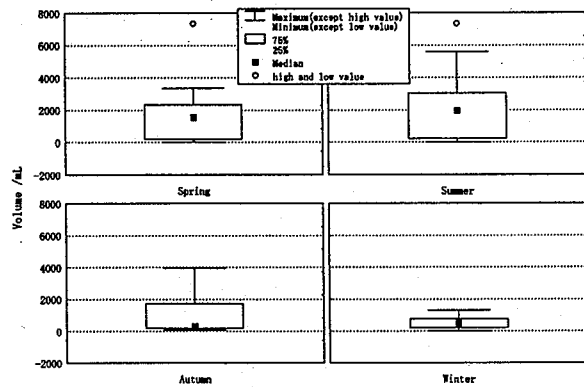 8000
6000
4000
2000
0
-2000
Maximum(except high value)
Minimum(except low value)
75%
25%
Median
high and low value
Spring
Summer
Volume /mL
8000
6000
4000
2000
0
-2000
Autumn
Winter